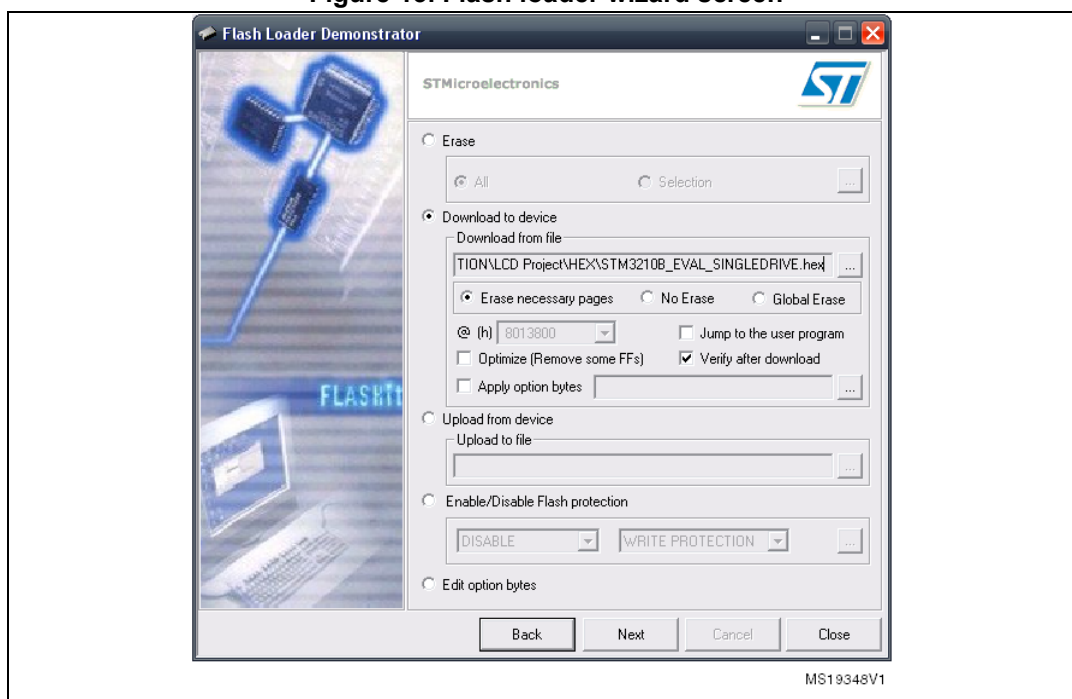 Figure 10. Flash loader wizard screen
Flash Loader Demonstrator
STMicroelectronics
ST
Erase
All Selection ...
Download to device
Download from file
TION\LCD Project\HEX\STM3210B_EVAL_SINGLEDRIVE.hex ...
Erase necessary pages No Erase Global Erase
@ (h) 8013800 Jump to the user program
Optimize (Remove some FFs) Verify after download
Apply option bytes ...
FLASHit
Upload from device
Upload to file
...
Enable/Disable Flash protection
DISABLE WRITE PROTECTION ...
Edit option bytes
Back Next Cancel Close
MS19348V1